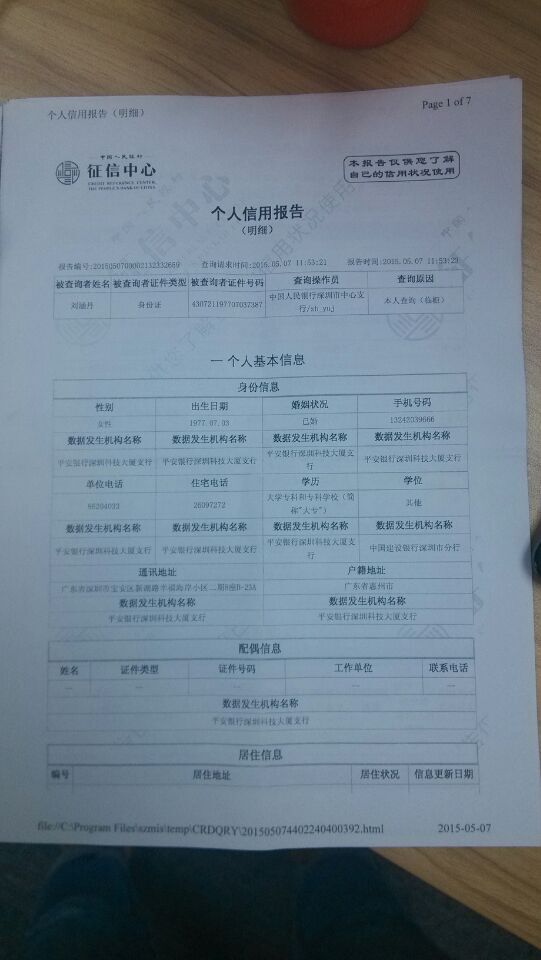 个人信用报告（明细）
Page 1 of 7
中国人民银行
征信中心
CREDIT REFERENCE CENTER,
THE PEOPLE'S BANK OF CHINA
本报告仅供您了解
自己的信用状况使用
个人信用报告
（明细）
查询请求时间:2015.05.07 11:53:21 报告时间:2015.05.07 11:53:23
被查询者姓名 被查询者证件类型 被查询者证件号码 查询操作员 查询原因
身份证 中国人民银行深圳市中心支行 本人查询（临柜）
一 个人基本信息
身份信息
性别 出生日期 婚姻状况 手机号码
女性 1977.07.03 已婚 13242039666
数据发生机构名称 数据发生机构名称 数据发生机构名称 数据发生机构名称
平安银行深圳科技大厦支行 平安银行深圳科技大厦支行 平安银行深圳科技大厦支行 平安银行深圳科技大厦支行
单位电话 住宅电话 学历 学位
86204033 26097272 大学专科和专科学校（简称"大专"） 其他
数据发生机构名称 数据发生机构名称 数据发生机构名称 数据发生机构名称
平安银行深圳科技大厦支行 平安银行深圳科技大厦支行 平安银行深圳科技大厦支行 中国建设银行深圳市分行
通讯地址 户籍地址
广东省深圳市宝安区新湖路幸福海岸小区 广东省惠州市
数据发生机构名称 数据发生机构名称
平安银行深圳科技大厦支行 平安银行深圳科技大厦支行
配偶信息
姓名 证件类型 证件号码 工作单位 联系电话
-- -- -- -- --
数据发生机构名称
平安银行深圳科技大厦支行
居住信息
编号 居住地址 居住状况 信息更新日期
file://C:\Program Files\szmis\temp\CRDQRY\201505074402240400392.html 2015-05-07